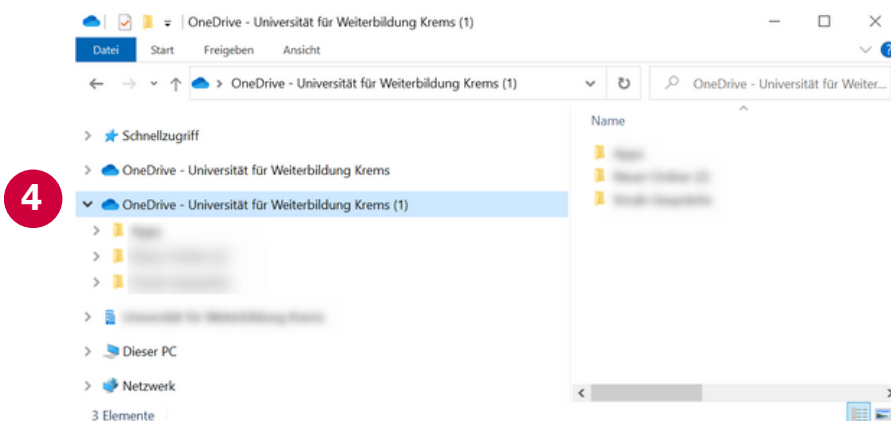 OneDrive - Universität für Weiterbildung Krems (1)
Datei Start Freigeben Ansicht
OneDrive - Universität für Weiterbildung Krems (1) OneDrive - Universität für Weiter...
Name
Schnellzugriff
OneDrive - Universität für Weiterbildung Krems
4
OneDrive - Universität für Weiterbildung Krems (1)
Dieser PC
Netzwerk
3 Elemente